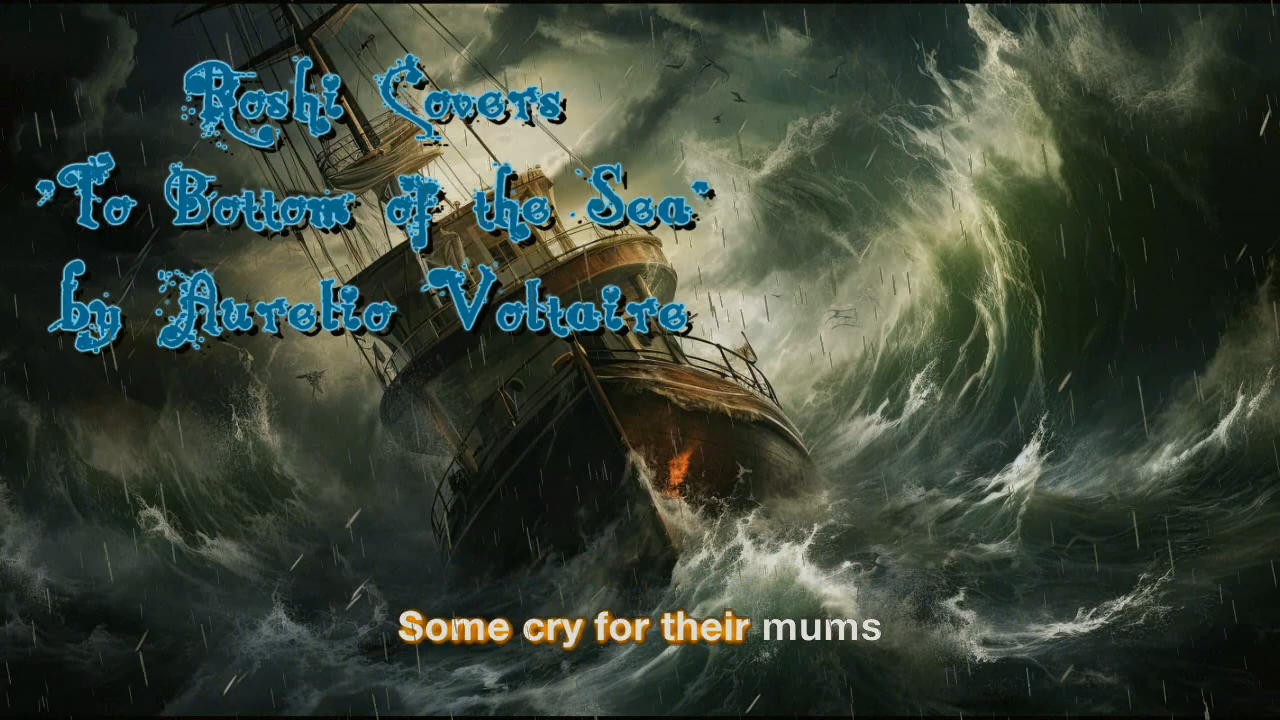 Roshi Covers
"To Bottom of the Sea"
by Aurelio Voltaire
Some cry for their mums